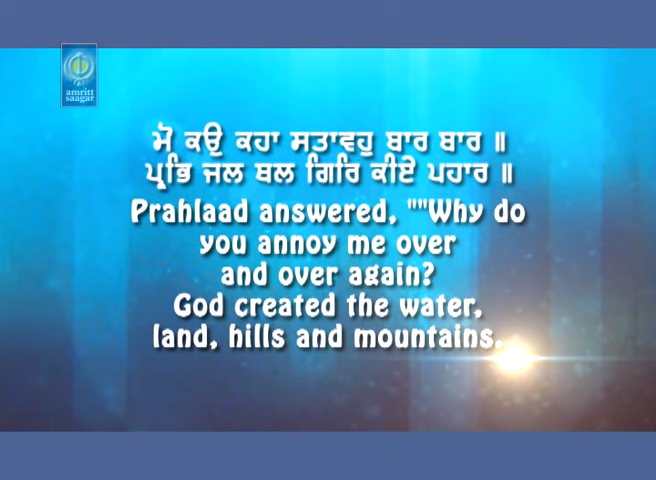 amritt
saagar
ਮੋ ਕਉ ਕਹਾ ਸਤਾਵਹੁ ਬਾਰ ਬਾਰ ॥
ਪ੍ਰਭਿ ਜਲ ਥਲ ਗਿਰਿ ਕੀਏ ਪਹਾਰ ॥
Prahlaad answered, ""Why do
you annoy me over
and over again?
God created the water,
land, hills and mountains.